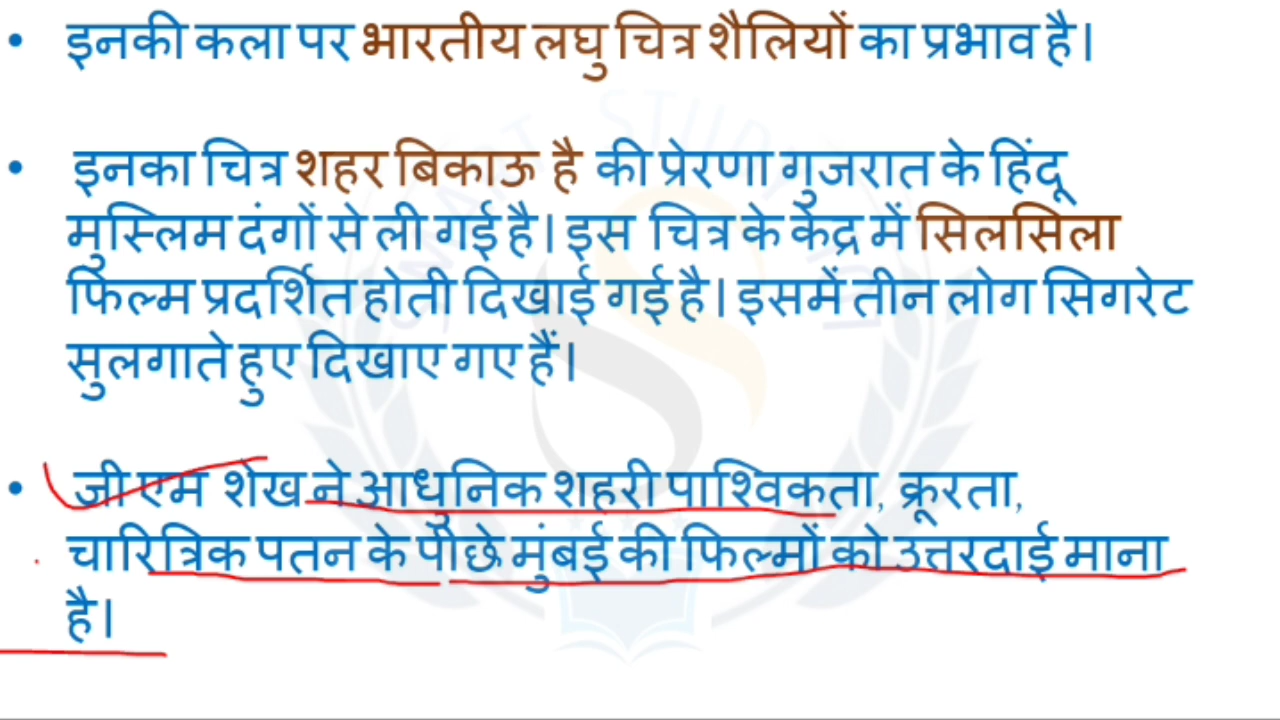 • इनकी कला पर भारतीय लघु चित्र शैलियों का प्रभाव है।
• इनका चित्र शहर बिकाऊ है की प्रेरणा गुजरात के हिंदू
मुस्लिम दंगों से ली गई है। इस चित्र के केंद्र में सिलसिला
फिल्म प्रदर्शित होती दिखाई गई है। इसमें तीन लोग सिगरेट
सुलगाते हुए दिखाए गए हैं।
• जी एम शेख ने आधुनिक शहरी पाश्विकता, क्रूरता,
चारित्रिक पतन के पीछे मुंबई की फिल्मों को उत्तरदाई माना
है।